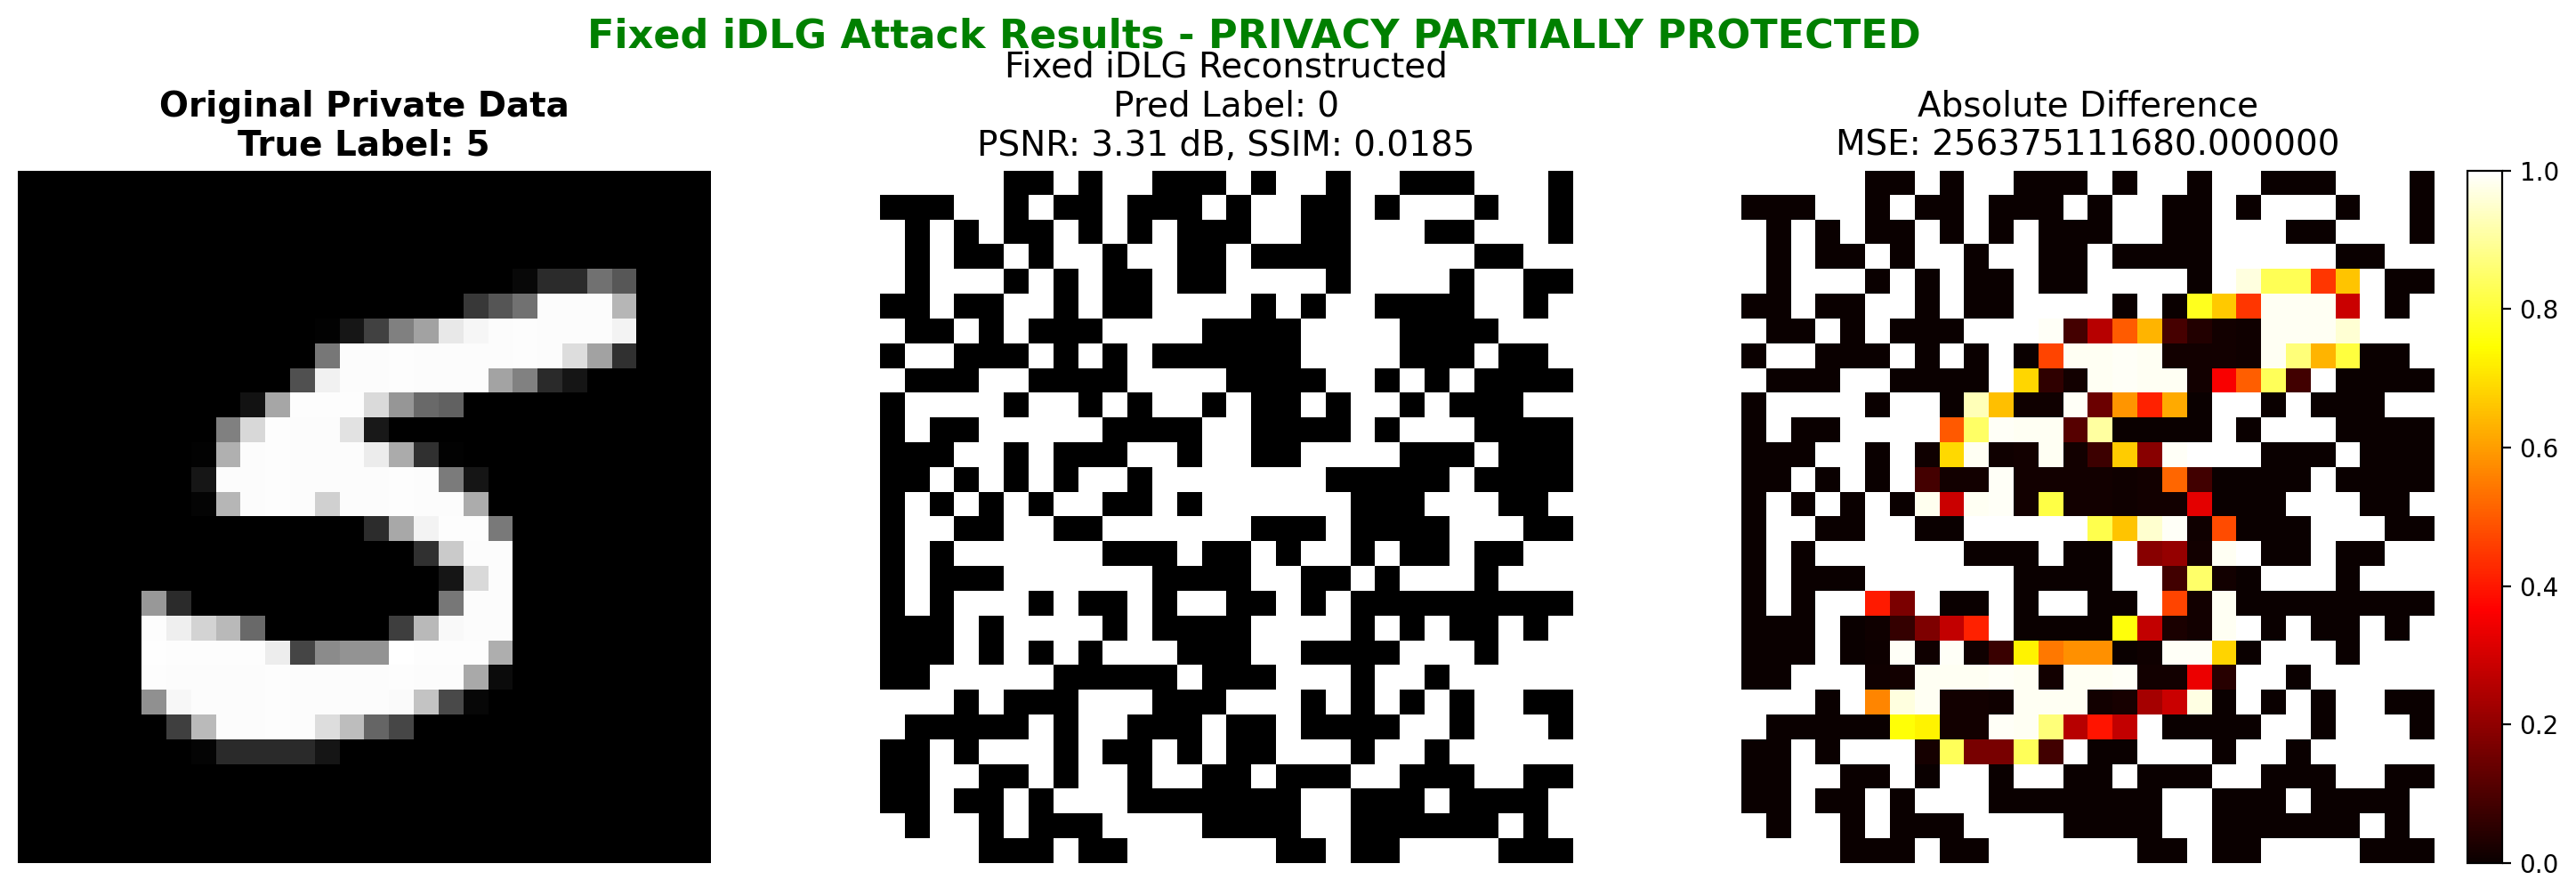 Fixed iDLG Attack Results - PRIVACY PARTIALLY PROTECTED
Original Private Data
True Label: 5
Fixed iDLG Reconstructed
Pred Label: 0
PSNR: 3.31 dB, SSIM: 0.0185
Absolute Difference
MSE: 256375111680.000000
1.0
0.8
0.6
0.4
0.2
0.0